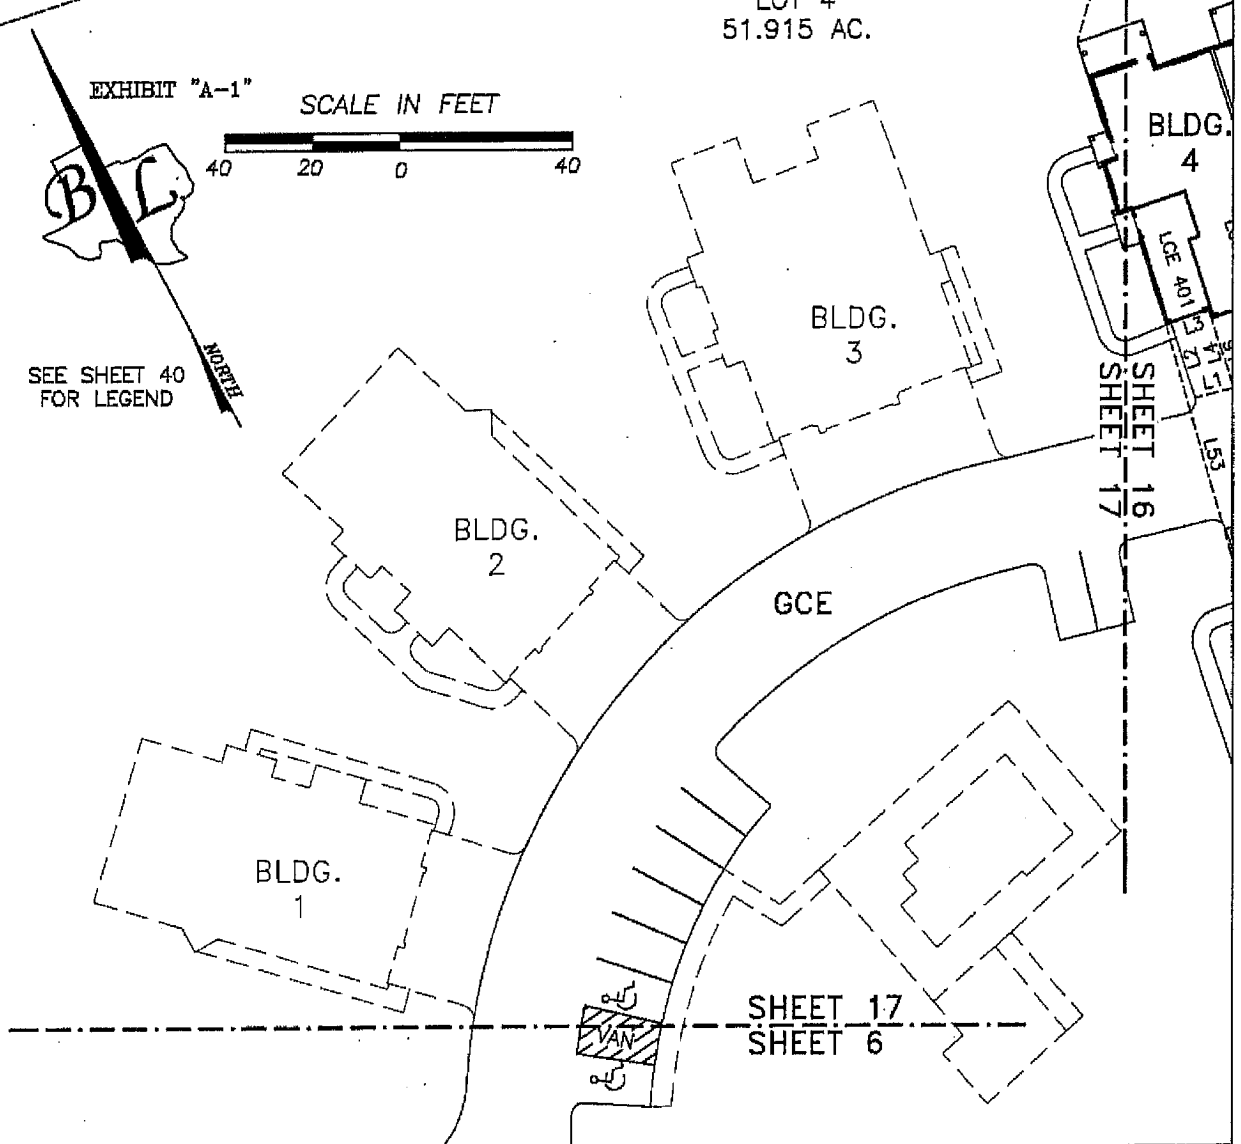 LOT 4
51.915 AC.
EXHIBIT "A-1"
SCALE IN FEET
40 20 0 40
B L
NORTH
SEE SHEET 40
FOR LEGEND
BLDG.
4
LCE 401
L3
L2
L4
L1
L53
SHEET 16
SHEET 17
BLDG.
3
BLDG.
2
GCE
BLDG.
1
SHEET 17
SHEET 6
VAN